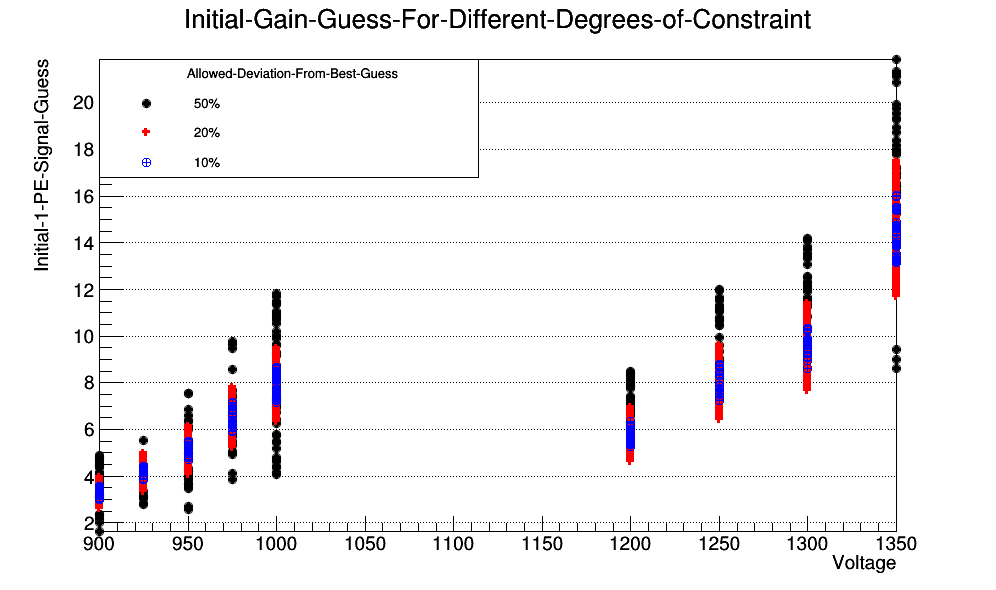 Initial-Gain-Guess-For-Different-Degrees-of-Constraint
Initial-1-PE-Signal-Guess
Allowed-Deviation-From-Best-Guess
50%
20%
10%
20
18
16
14
12
10
8
6
4
2
900 950 1000 1050 1100 1150 1200 1250 1300 1350
Voltage